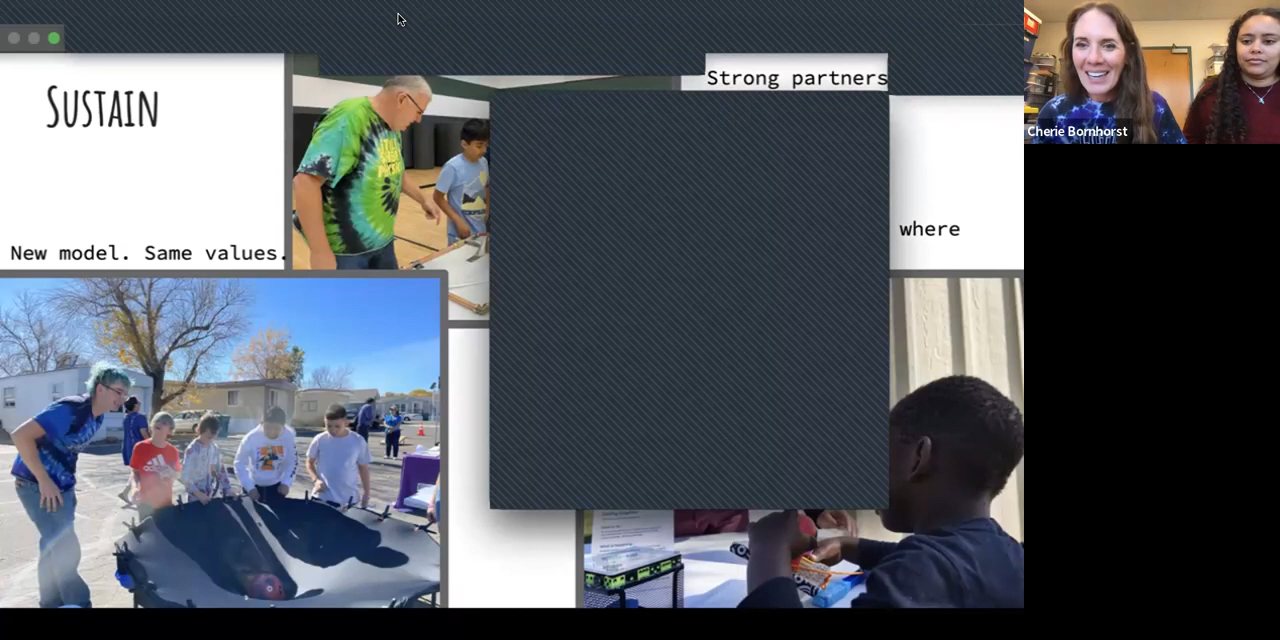 Sustain
Strong partners
Cherie Bornhorst
where
New model. Same values.